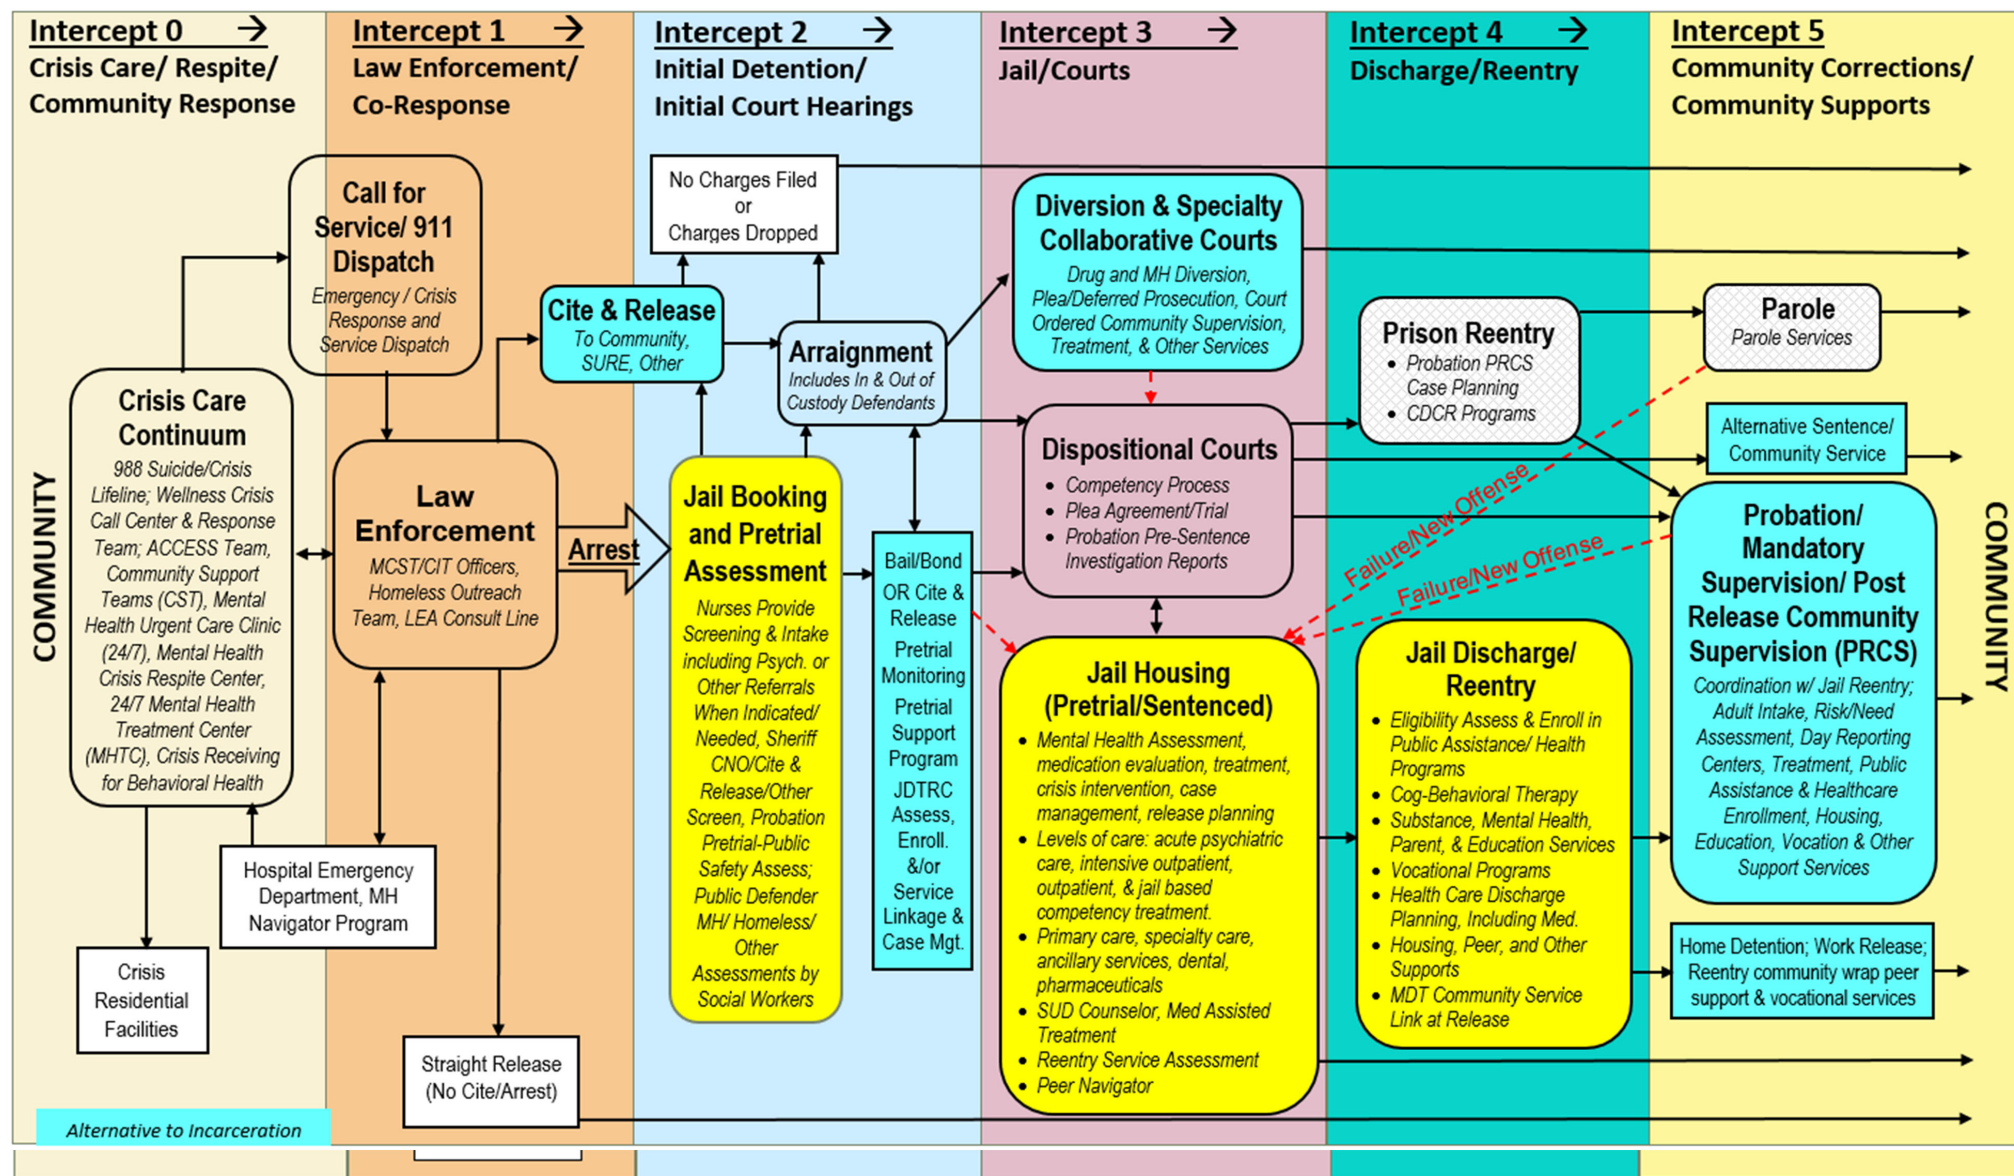 Intercept 0 →
Crisis Care/ Respite/
Community Response
Intercept 1 →
Law Enforcement/
Co-Response
Intercept 2 →
Initial Detention/
Initial Court Hearings
Intercept 3 →
Jail/Courts
Intercept 4 →
Discharge/Reentry
Intercept 5
Community Corrections/
Community Supports
COMMUNITY
Call for
Service/ 911
Dispatch
Emergency / Crisis
Response and
Service Dispatch
Crisis Care
Continuum
988 Suicide/Crisis
Lifeline; Wellness Crisis
Call Center & Response
Team; ACCESS Team,
Community Support
Teams (CST), Mental
Health Urgent Care Clinic
(24/7), Mental Health
Crisis Respite Center,
24/7 Mental Health
Treatment Center
(MHTC), Crisis Receiving
for Behavioral Health
Hospital Emergency
Department, MH
Navigator Program
Crisis
Residential
Facilities
Alternative to Incarceration
Law
Enforcement
MCST/CIT Officers,
Homeless Outreach
Team, LEA Consult Line
Arrest
Straight Release
(No Cite/Arrest)
No Charges Filed
or
Charges Dropped
Cite & Release
To Community,
SURE, Other
Arraignment
Includes In & Out of
Custody Defendants
Jail Booking
and Pretrial
Assessment
Nurses Provide
Screening & Intake
including Psych. or
Other Referrals
When Indicated/
Needed, Sheriff
CNO/Cite &
Release/Other
Screen, Probation
Pretrial-Public
Safety Assess;
Public Defender
MH/ Homeless/
Other
Assessments by
Social Workers
Bail/Bond
OR Cite &
Release
Pretrial
Monitoring
Pretrial
Support
Program
JDTRC
Assess,
Enroll.
&/or
Service
Linkage &
Case Mgt.
Diversion & Specialty
Collaborative Courts
Drug and MH Diversion,
Plea/Deferred Prosecution, Court
Ordered Community Supervision,
Treatment, & Other Services
Dispositional Courts
• Competency Process
• Plea Agreement/Trial
• Probation Pre-Sentence
Investigation Reports
Jail Housing
(Pretrial/Sentenced)
• Mental Health Assessment,
medication evaluation, treatment,
crisis intervention, case
management, release planning
• Levels of care: acute psychiatric
care, intensive outpatient,
outpatient, & jail based
competency treatment.
• Primary care, specialty care,
ancillary services, dental,
pharmaceuticals
• SUD Counselor, Med Assisted
Treatment
• Reentry Service Assessment
• Peer Navigator
Prison Reentry
• Probation PRCS
Case Planning
• CDCR Programs
Failure/New Offense
Failure/New Offense
Jail Discharge/
Reentry
• Eligibility Assess & Enroll in
Public Assistance/ Health
Programs
• Cog-Behavioral Therapy
• Substance, Mental Health,
Parent, & Education Services
• Vocational Programs
• Health Care Discharge
Planning, Including Med.
• Housing, Peer, and Other
Supports
• MDT Community Service
Link at Release
Parole
Parole Services
Alternative Sentence/
Community Service
Probation/
Mandatory
Supervision/ Post
Release Community
Supervision (PRCS)
Coordination w/ Jail Reentry;
Adult Intake, Risk/Need
Assessment, Day Reporting
Centers, Treatment, Public
Assistance & Healthcare
Enrollment, Housing,
Education, Vocation & Other
Support Services
Home Detention; Work Release;
Reentry community wrap peer
support & vocational services
COMMUNITY